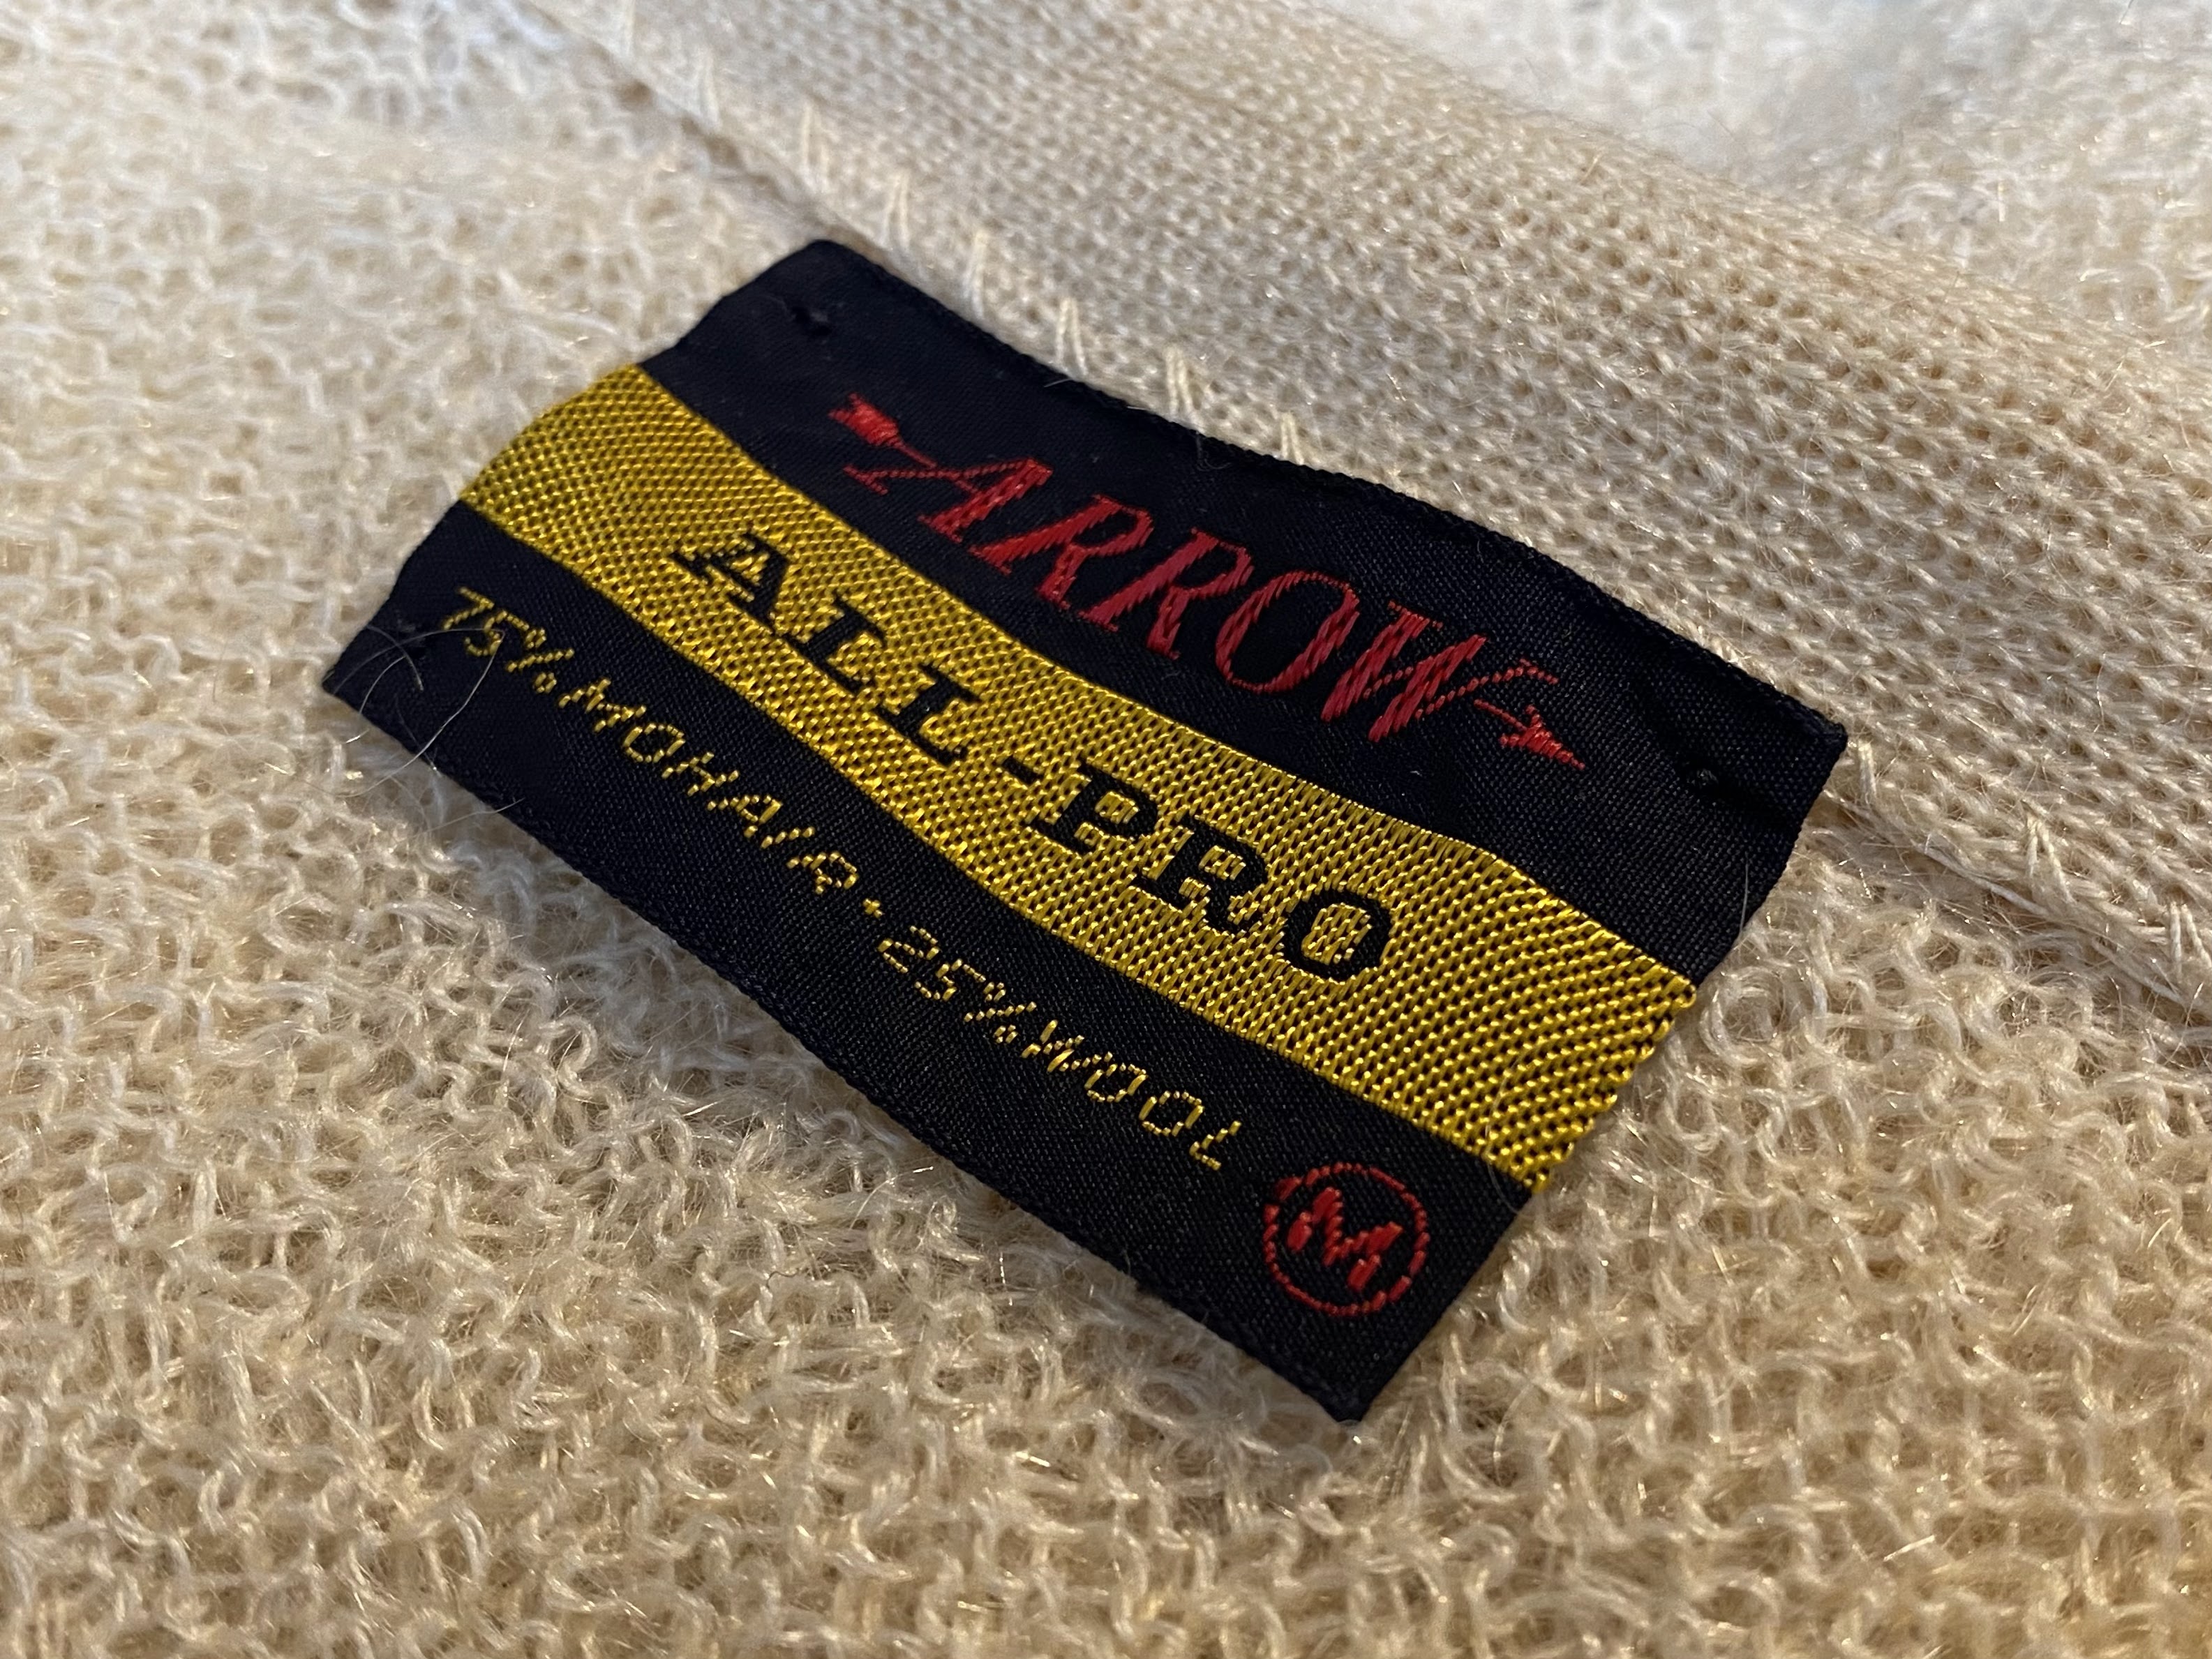 ARROW
ALL-PRO
75% MOHAIR • 25% WOOL
M